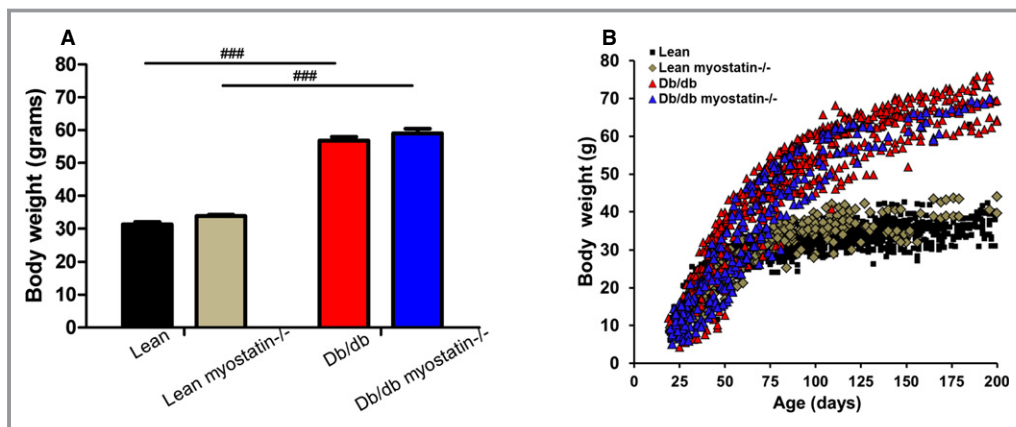 A
###
###
80
70
60
50
40
30
20
10
0
Body weight (grams)
Lean
Lean myostatin-/-
Db/db
Db/db myostatin-/-
B
Lean
Lean myostatin-/-
Db/db
Db/db myostatin-/-
80
70
60
50
40
30
20
10
0
Body weight (g)
0 25 50 75 100 125 150 175 200
Age (days)